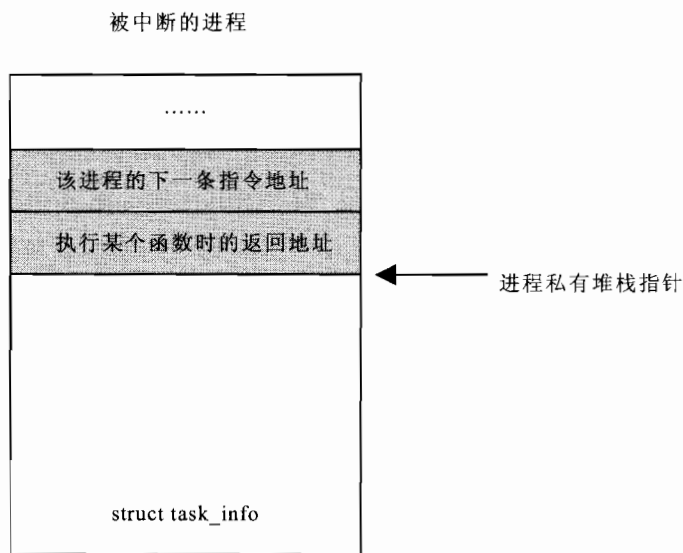 被中断的进程
……
该进程的下一条指令地址
执行某个函数时的返回地址
进程私有堆栈指针
struct task_info